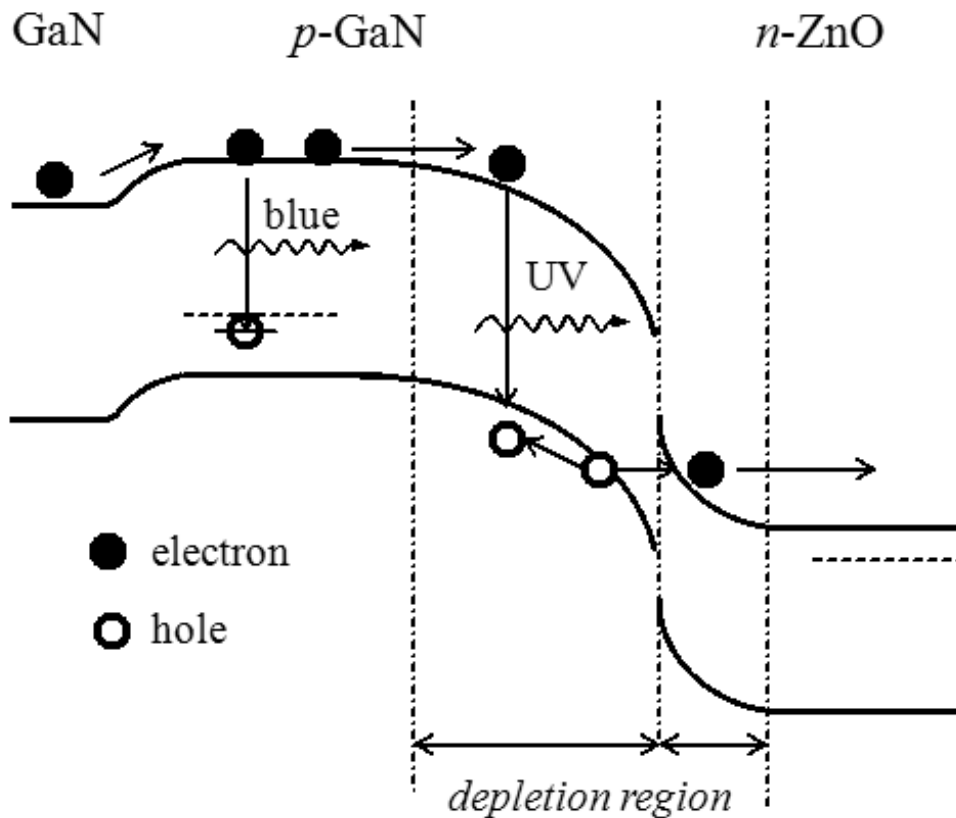 GaN p-GaN n-ZnO
blue
UV
electron
hole
depletion region